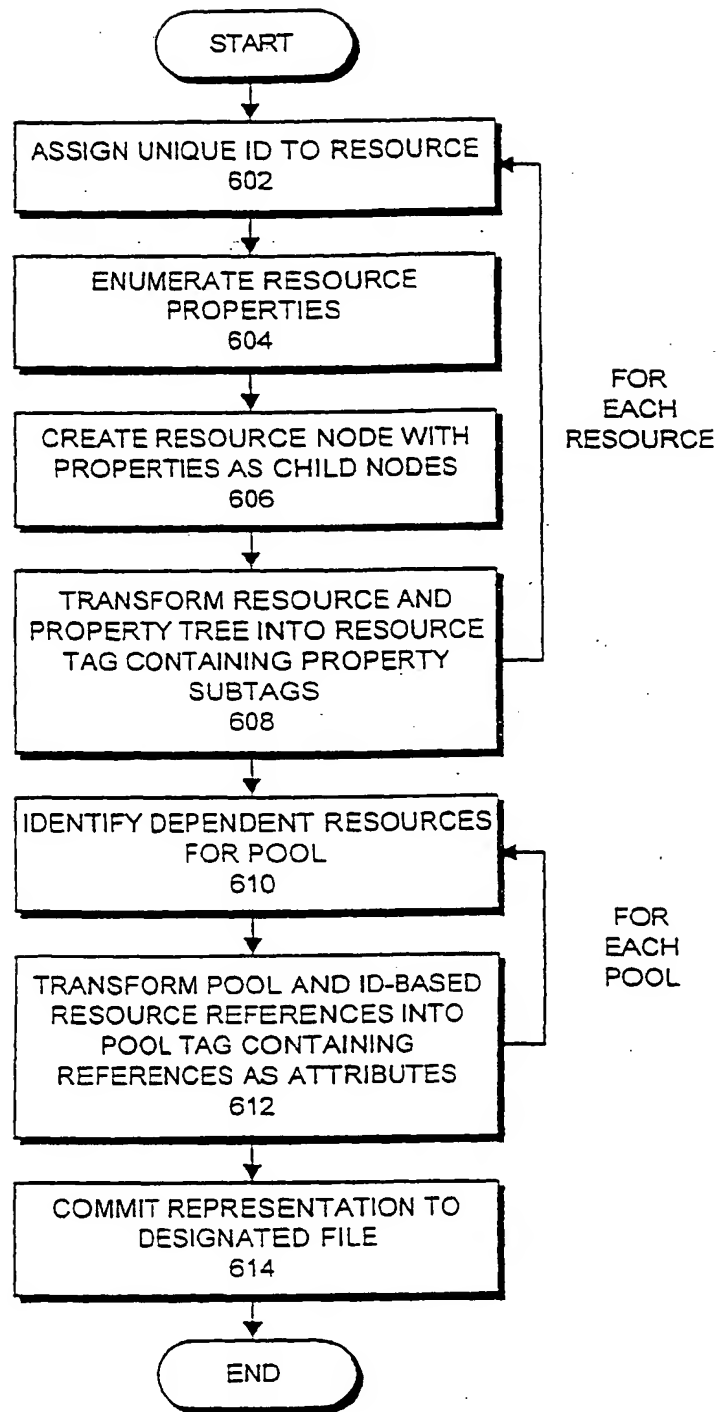 START
ASSIGN UNIQUE ID TO RESOURCE
602
ENUMERATE RESOURCE
PROPERTIES
604
CREATE RESOURCE NODE WITH
PROPERTIES AS CHILD NODES
606
FOR
EACH
RESOURCE
TRANSFORM RESOURCE AND
PROPERTY TREE INTO RESOURCE
TAG CONTAINING PROPERTY
SUBTAGS
608
IDENTIFY DEPENDENT RESOURCES
FOR POOL
610
FOR
EACH
POOL
TRANSFORM POOL AND ID-BASED
RESOURCE REFERENCES INTO
POOL TAG CONTAINING
REFERENCES AS ATTRIBUTES
612
COMMIT REPRESENTATION TO
DESIGNATED FILE
614
END